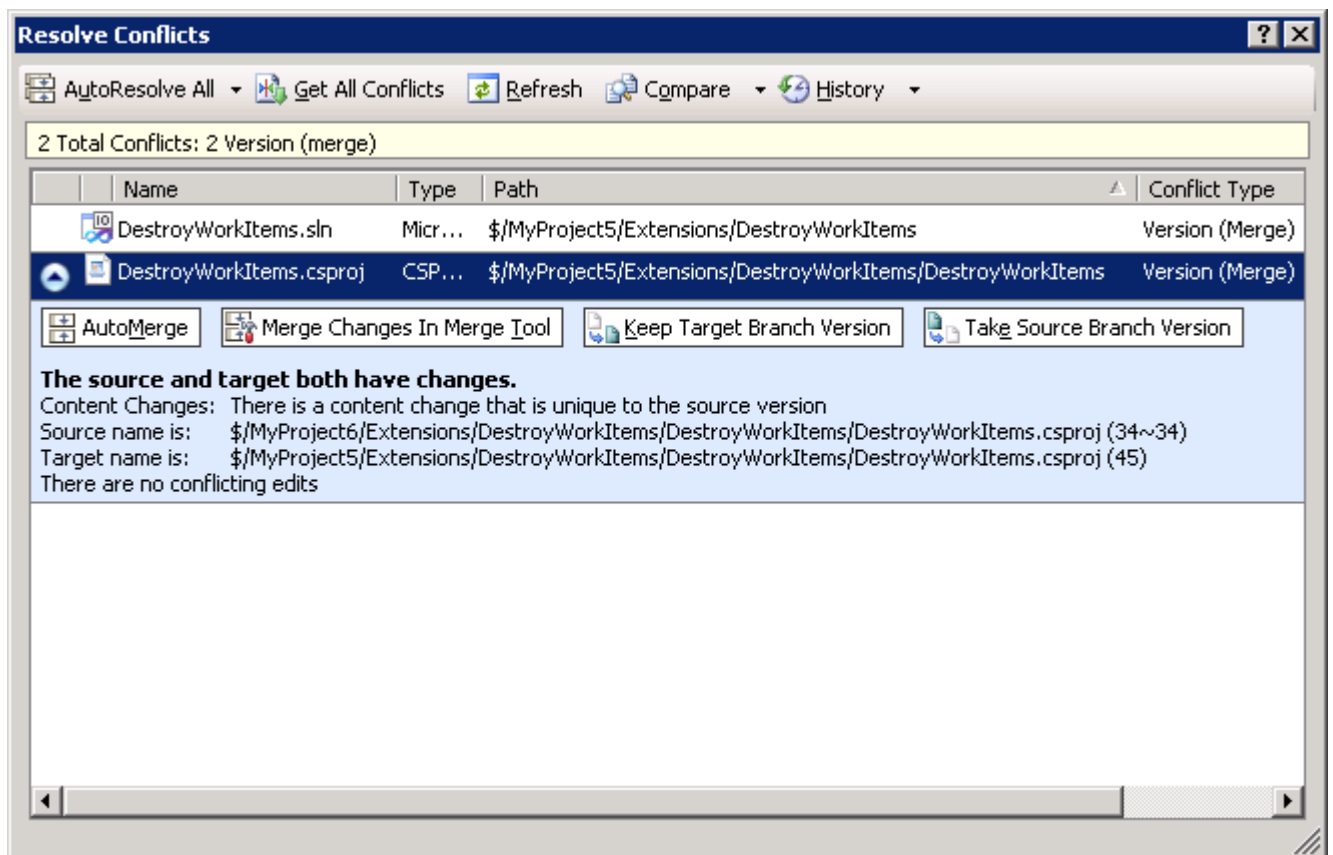 Resolve Conflicts
AutoResolve All Get All Conflicts Refresh Compare History
2 Total Conflicts: 2 Version (merge)
Name Type Path Conflict Type
DestroyWorkItems.sln Micr... $/MyProject5/Extensions/DestroyWorkItems Version (Merge)
DestroyWorkItems.csproj CSP... $/MyProject5/Extensions/DestroyWorkItems/DestroyWorkItems Version (Merge)
AutoMerge Merge Changes In Merge Tool Keep Target Branch Version Take Source Branch Version
The source and target both have changes.
Content Changes: There is a content change that is unique to the source version
Source name is: $/MyProject6/Extensions/DestroyWorkItems/DestroyWorkItems/DestroyWorkItems.csproj (34~34)
Target name is: $/MyProject5/Extensions/DestroyWorkItems/DestroyWorkItems/DestroyWorkItems.csproj (45)
There are no conflicting edits